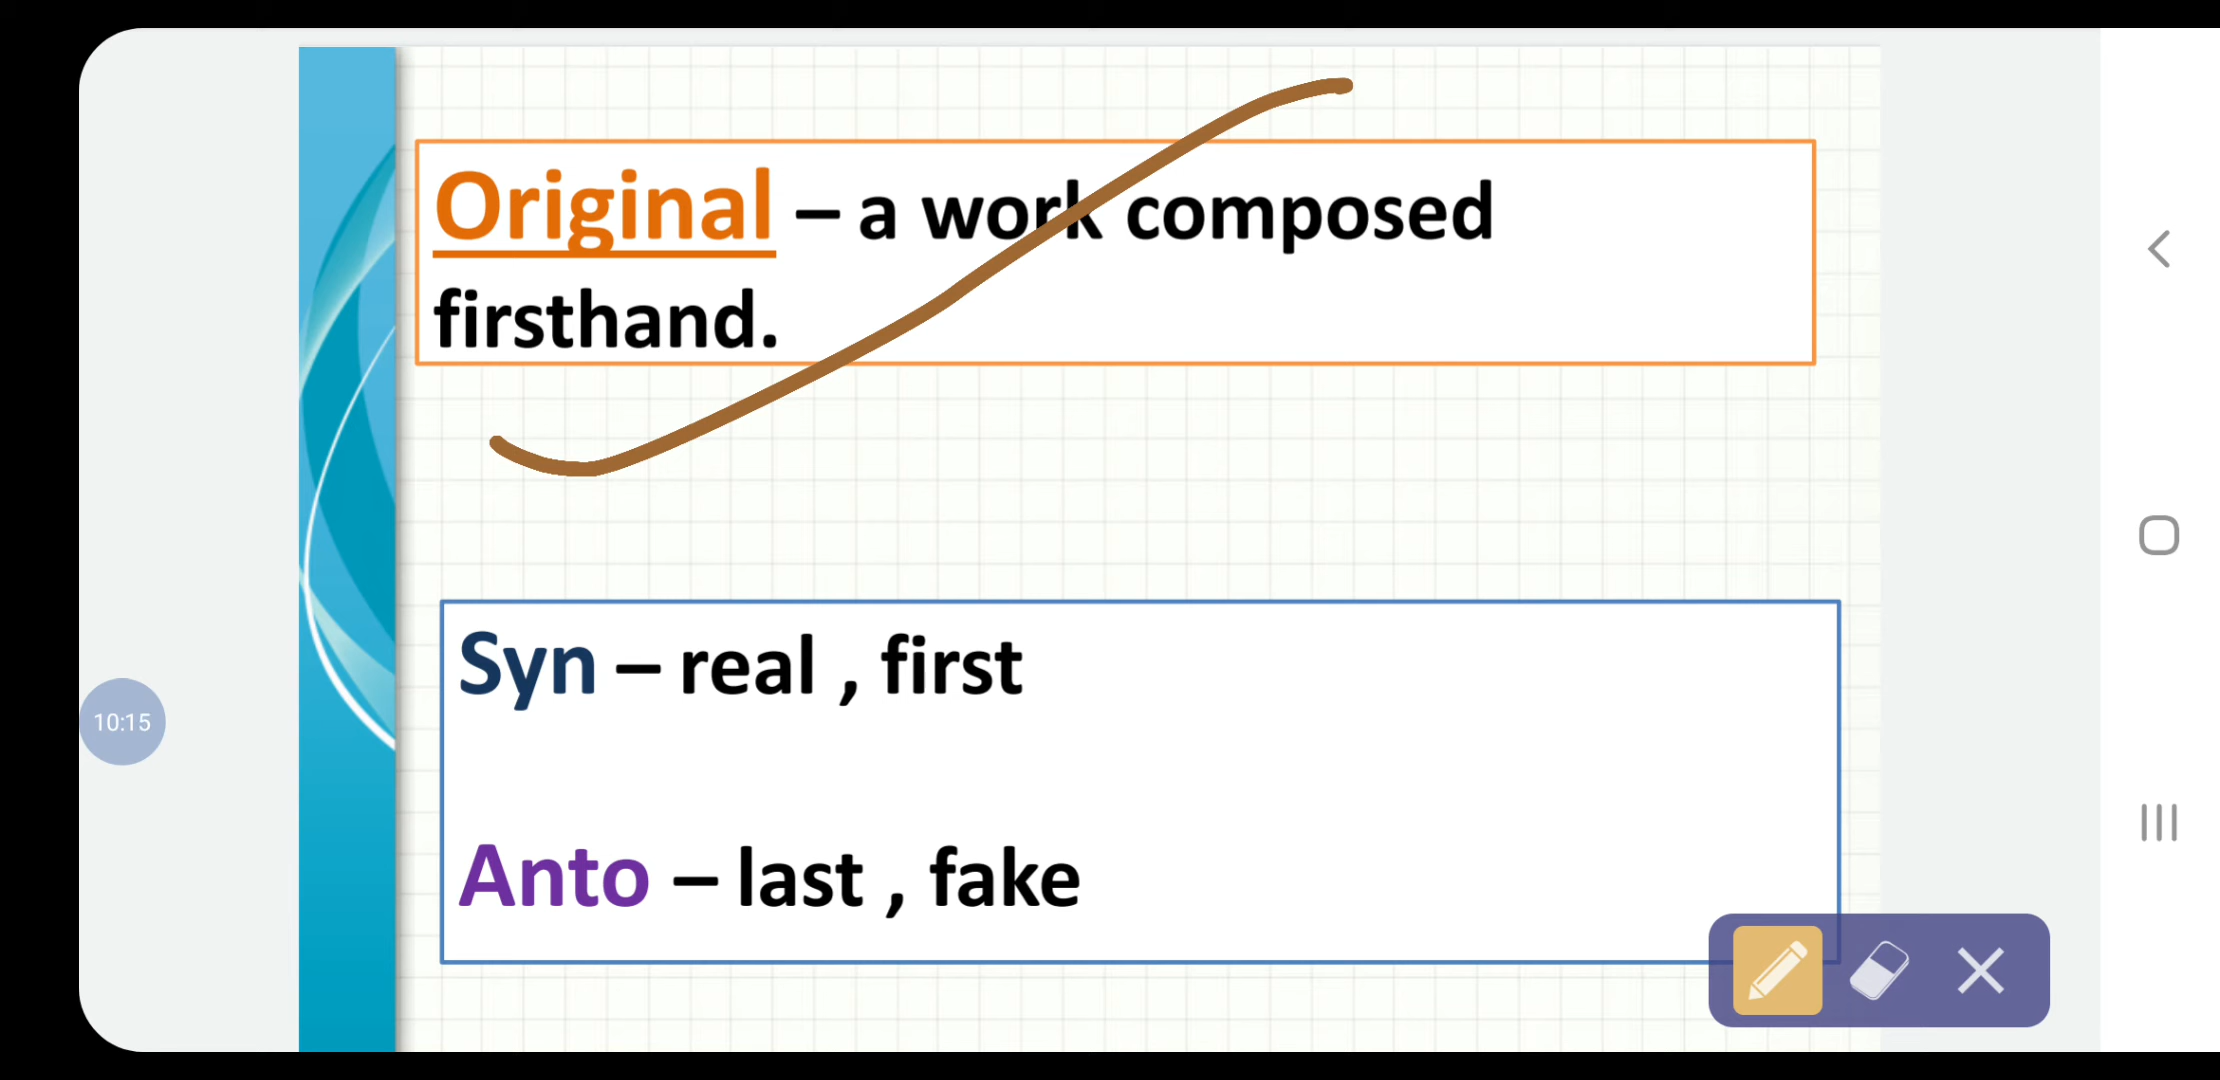 Original – a work composed
firsthand.
Syn – real , first
Anto – last , fake
10:15